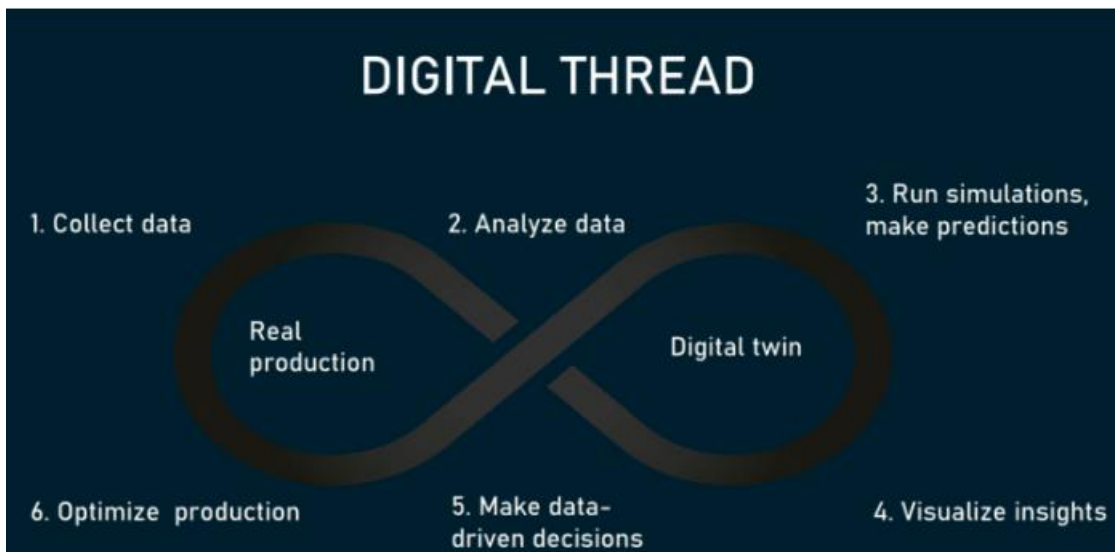 DIGITAL THREAD
1. Collect data
2. Analyze data
3. Run simulations,
make predictions
Real
production
Digital twin
6. Optimize production
5. Make data-
driven decisions
4. Visualize insights